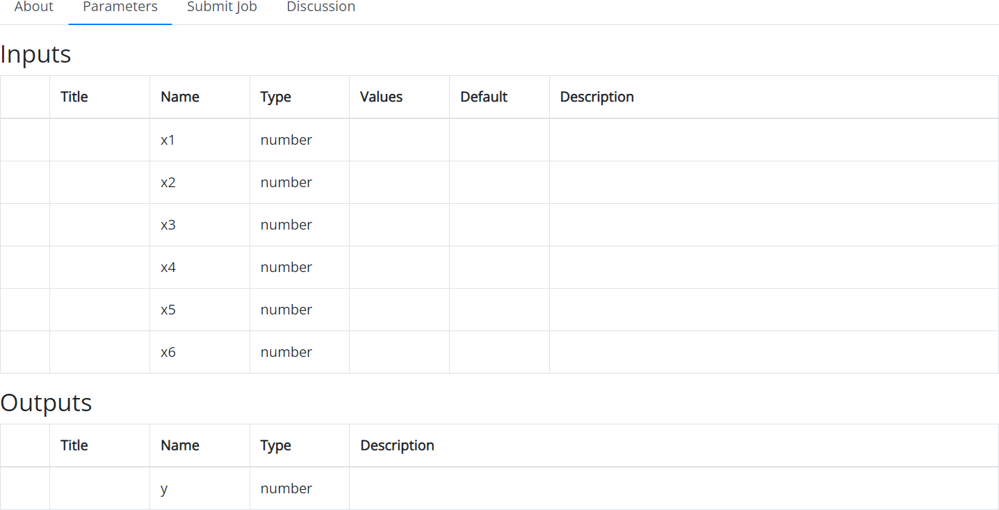 About Parameters Submit Job Discussion
Inputs
Title Name Type Values Default Description
x1 number
x2 number
x3 number
x4 number
x5 number
x6 number
Outputs
Title Name Type Description
y number